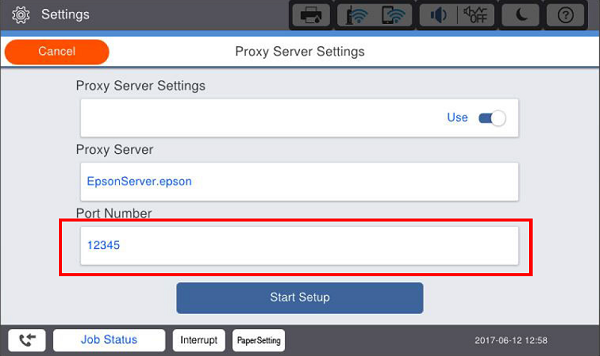 Settings
OFF
?
Cancel
Proxy Server Settings
Proxy Server Settings
Use
Proxy Server
EpsonServer.epson
Port Number
12345
Start Setup
Job Status
Interrupt
PaperSetting
2017-06-12 12:58